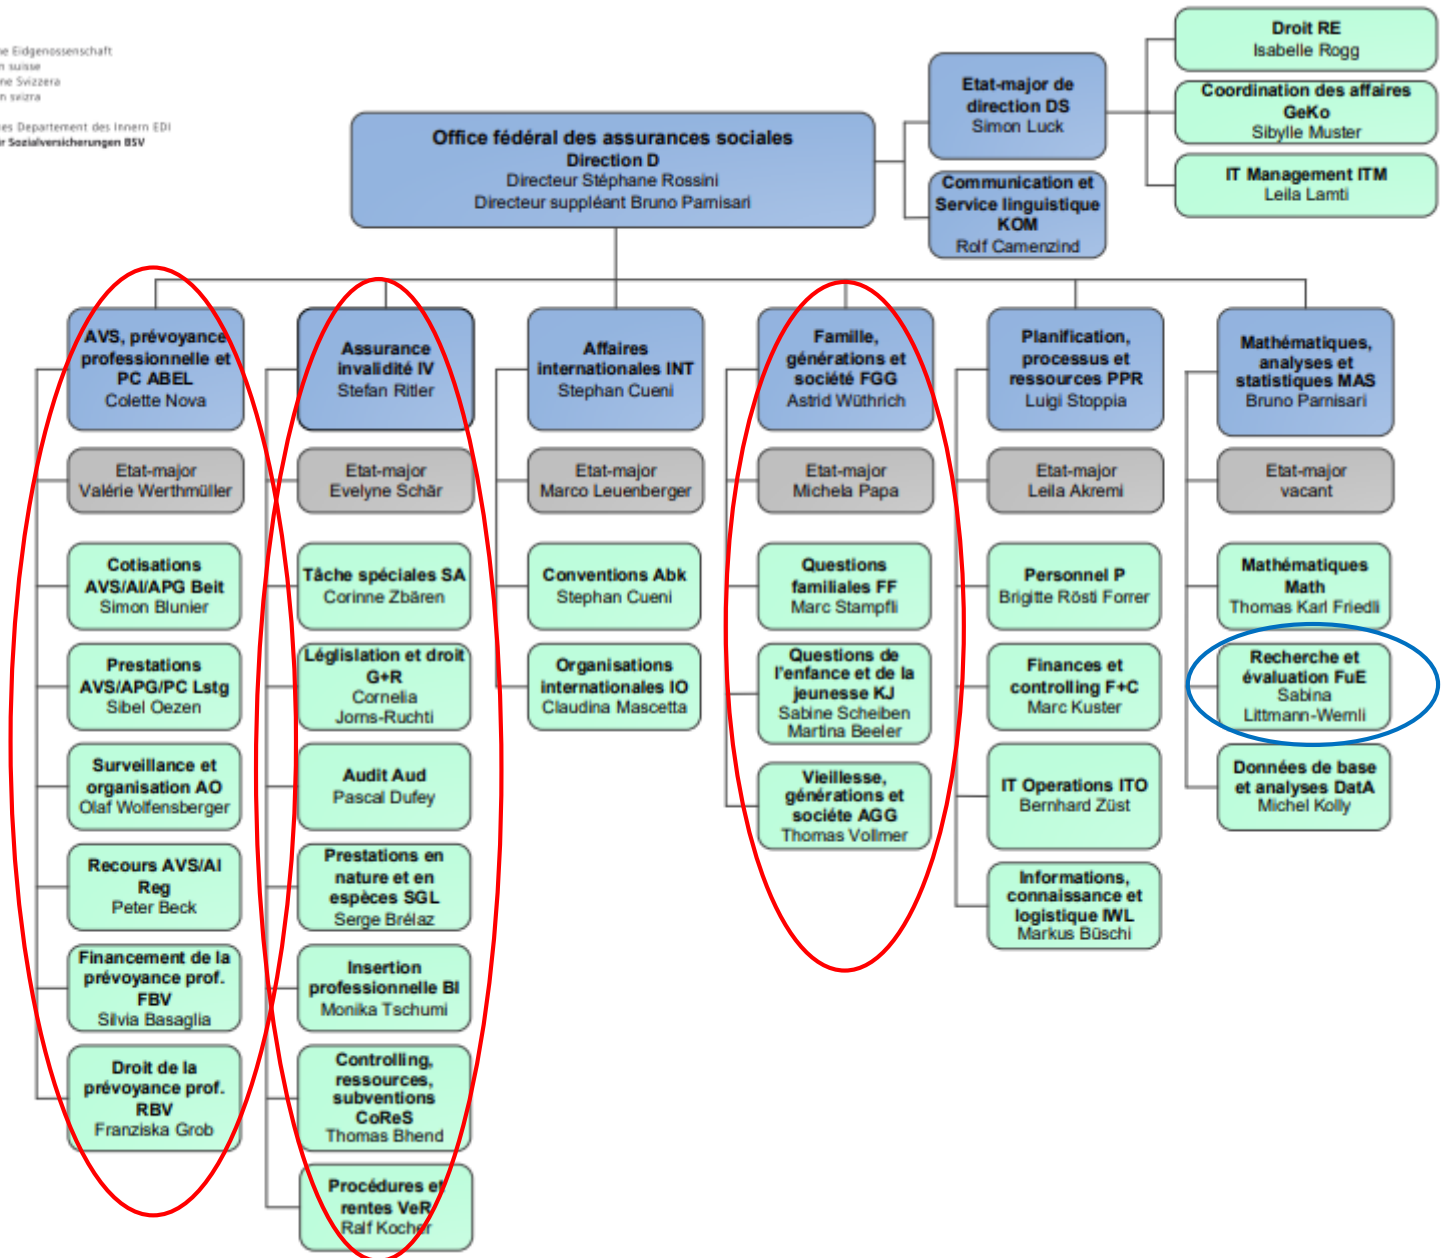 e Eidgenossenschaft
n suisse
ne Svizzera
n svizra
es Departement des Innern EDI
r Sozialversicherungen BSV
Office fédéral des assurances sociales
Direction D
Directeur Stéphane Rossini
Directeur suppléant Bruno Parnisari
Etat-major de
direction DS
Simon Luck
Communication et
Service linguistique
KOM
Rolf Camenzind
Droit RE
Isabelle Rogg
Coordination des affaires
GeKo
Sibylle Muster
IT Management ITM
Leila Lamti
AVS, prévoyance
professionnelle et
PC ABEL
Colette Nova
Etat-major
Valérie Werthmüller
Cotisations
AVS/AI/APG Beit
Simon Blunier
Prestations
AVS/APG/PC Lstg
Sibel Oezen
Surveillance et
organisation AO
Olaf Wolfensberger
Recours AVS/AI
Reg
Peter Beck
Financement de la
prévoyance prof.
FBV
Silvia Basaglia
Droit de la
prévoyance prof.
RBV
Franziska Grob
Assurance
invalidité IV
Stefan Ritler
Etat-major
Evelyne Schär
Tâche spéciales SA
Corinne Zbären
Législation et droit
G+R
Cornelia
Jorns-Ruchti
Audit Aud
Pascal Dufey
Prestations en
nature et en
espèces SGL
Serge Brélaz
Insertion
professionnelle BI
Monika Tschumi
Controlling,
ressources,
subventions
CoReS
Thomas Bhend
Procédures et
rentes VeR
Ralf Kocher
Affaires
internationales INT
Stephan Cueni
Etat-major
Marco Leuenberger
Conventions Abk
Stephan Cueni
Organisations
internationales IO
Claudina Mascetta
Famille,
générations et
société FGG
Astrid Wüthrich
Etat-major
Michela Papa
Questions
familiales FF
Marc Stampfli
Questions de
l'enfance et de la
jeunesse KJ
Sabine Scheiben
Martina Beeler
Vieillesse,
générations et
sociéte AGG
Thomas Vollmer
Planification,
processus et
ressources PPR
Luigi Stoppia
Etat-major
Leila Akremi
Personnel P
Brigitte Rösti Forrer
Finances et
controlling F+C
Marc Kuster
IT Operations ITO
Bernhard Züst
Informations,
connaissance et
logistique IWL
Markus Büschi
Mathématiques,
analyses et
statistiques MAS
Bruno Parnisari
Etat-major
vacant
Mathématiques
Math
Thomas Karl Friedli
Recherche et
évaluation FuE
Sabina
Littmann-Wernli
Données de base
et analyses DatA
Michel Kolly